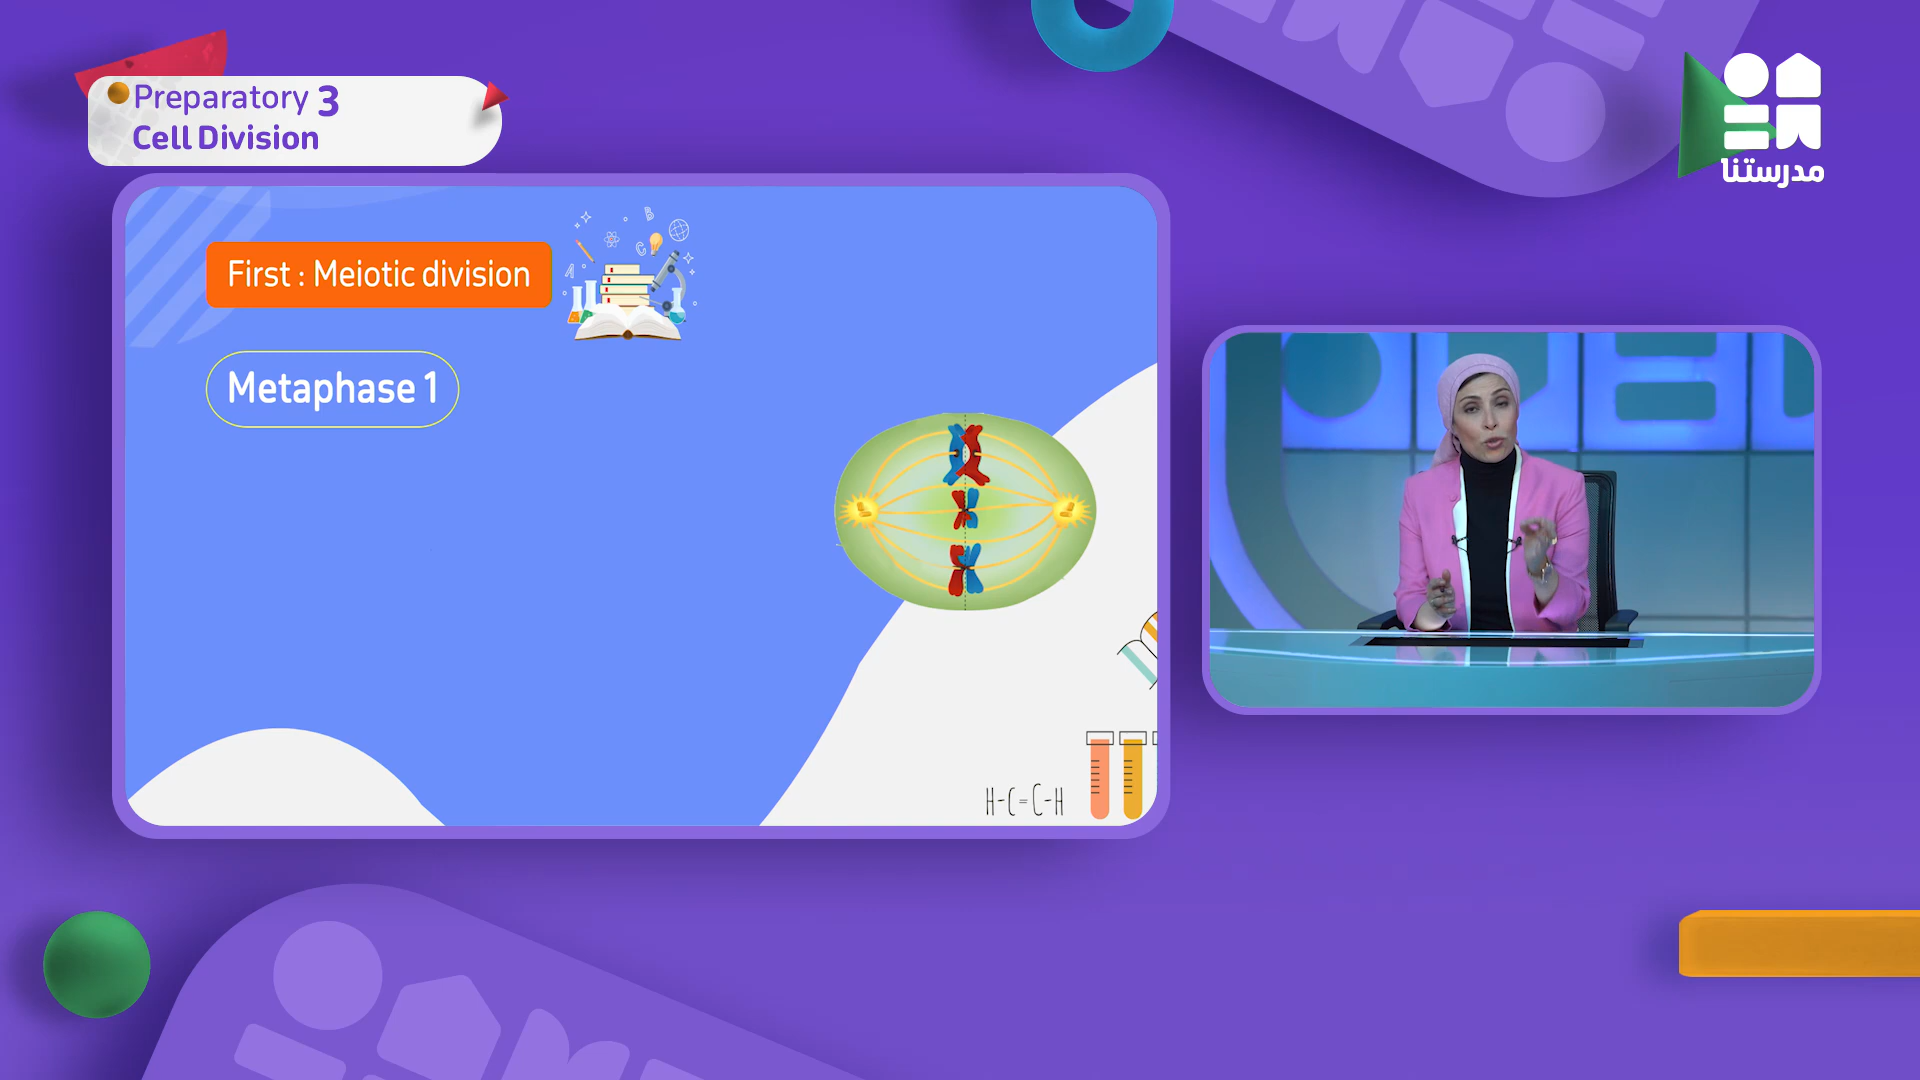 Preparatory 3
Cell Division
مدرستنا
First : Meiotic division
B
C
A
Metaphase 1
H-C=C-H